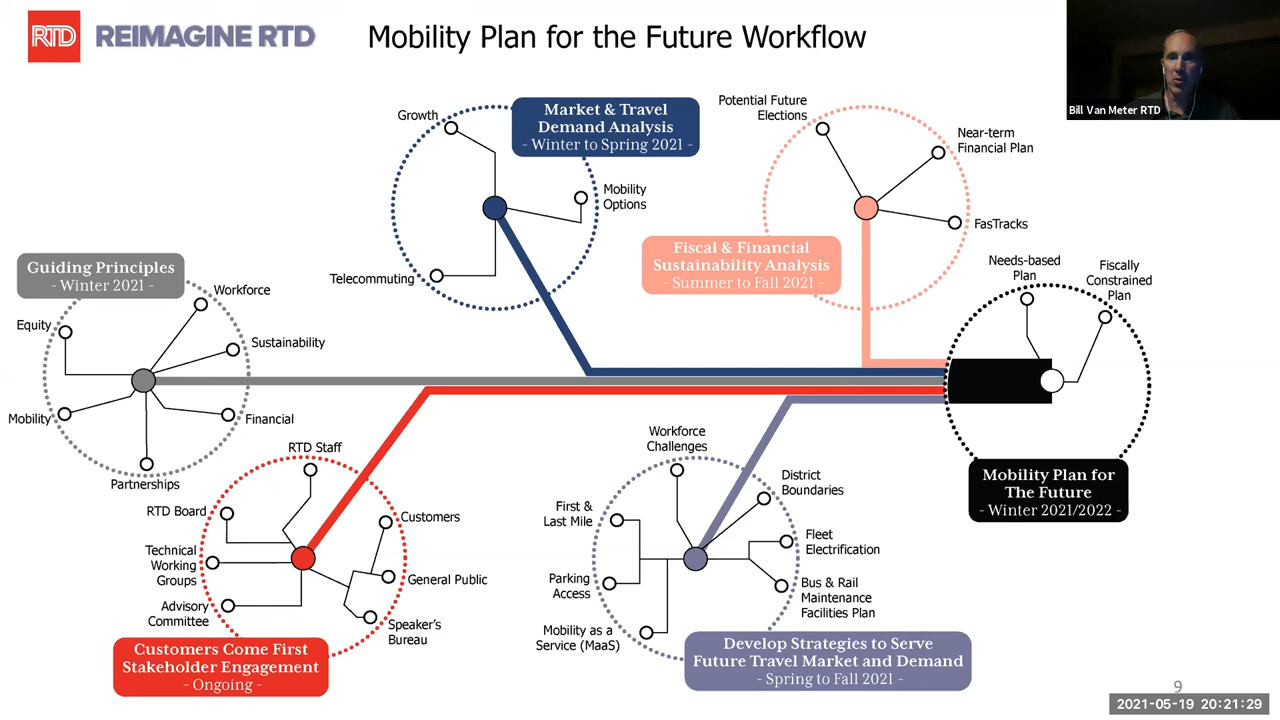 RTD REIMAGINE RTD
Mobility Plan for the Future Workflow
Bill Van Meter RTD
Market & Travel
Demand Analysis
- Winter to Spring 2021 -
Growth
Mobility
Options
Telecommuting
Potential Future
Elections
Near-term
Financial Plan
FasTracks
Fiscal & Financial
Sustainability Analysis
- Summer to Fall 2021 -
Guiding Principles
- Winter 2021 -
Workforce
Equity
Sustainability
Mobility
Financial
Partnerships
Needs-based
Plan
Fiscally
Constrained
Plan
Mobility Plan for
The Future
- Winter 2021/2022 -
RTD Staff
RTD Board
Customers
Technical
Working
Groups
General Public
Advisory
Committee
Speaker's
Bureau
Customers Come First
Stakeholder Engagement
- Ongoing -
Workforce
Challenges
District
Boundaries
First &
Last Mile
Fleet
Electrification
Parking
Access
Bus & Rail
Maintenance
Facilities Plan
Mobility as a
Service (MaaS)
Develop Strategies to Serve
Future Travel Market and Demand
- Spring to Fall 2021 -
9
2021-05-19 20:21:29